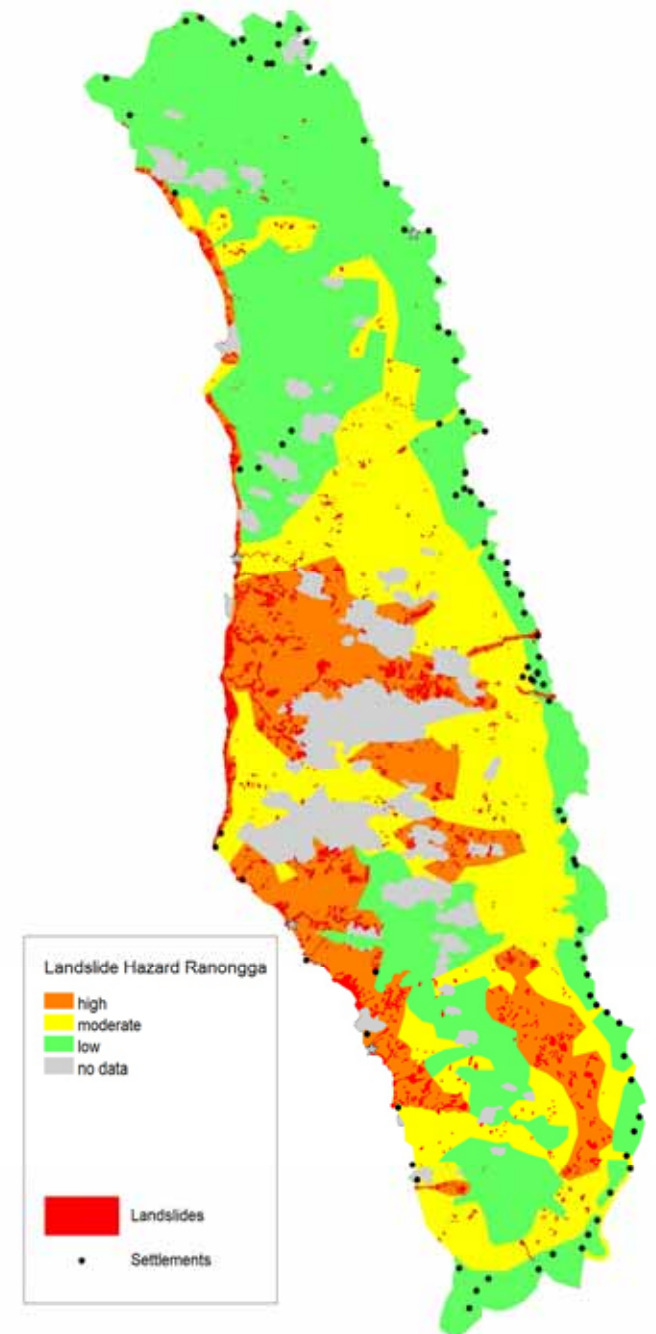 Landslide Hazard Ranongga
high
moderate
low
no data
Landslides
Settlements